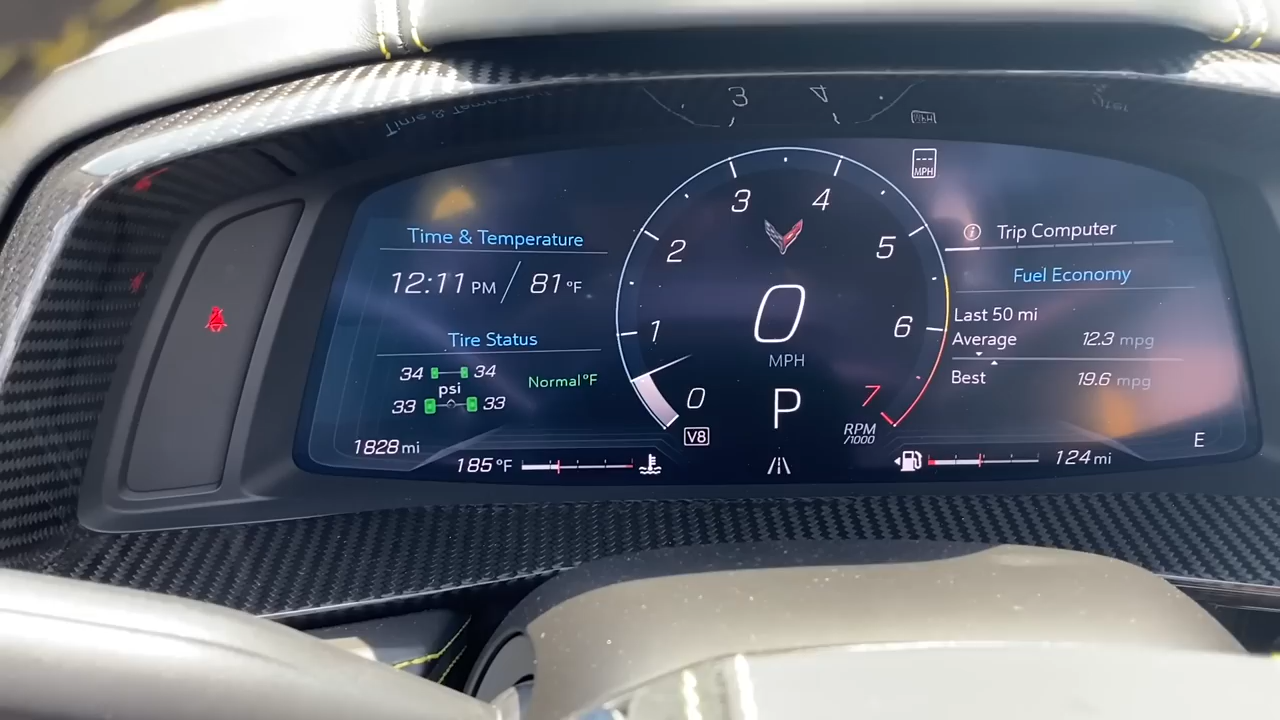 Time & Temperature
12:11 PM / 81 °F
Tire Status
34 34
psi
33 33
Normal °F
1828 mi
185 °F
0
1
2
3
4
5
6
7
RPM
/1000
V8
0
MPH
P
---
MPH
Trip Computer
Fuel Economy
Last 50 mi
Average 12.3 mpg
Best 19.6 mpg
124 mi
E